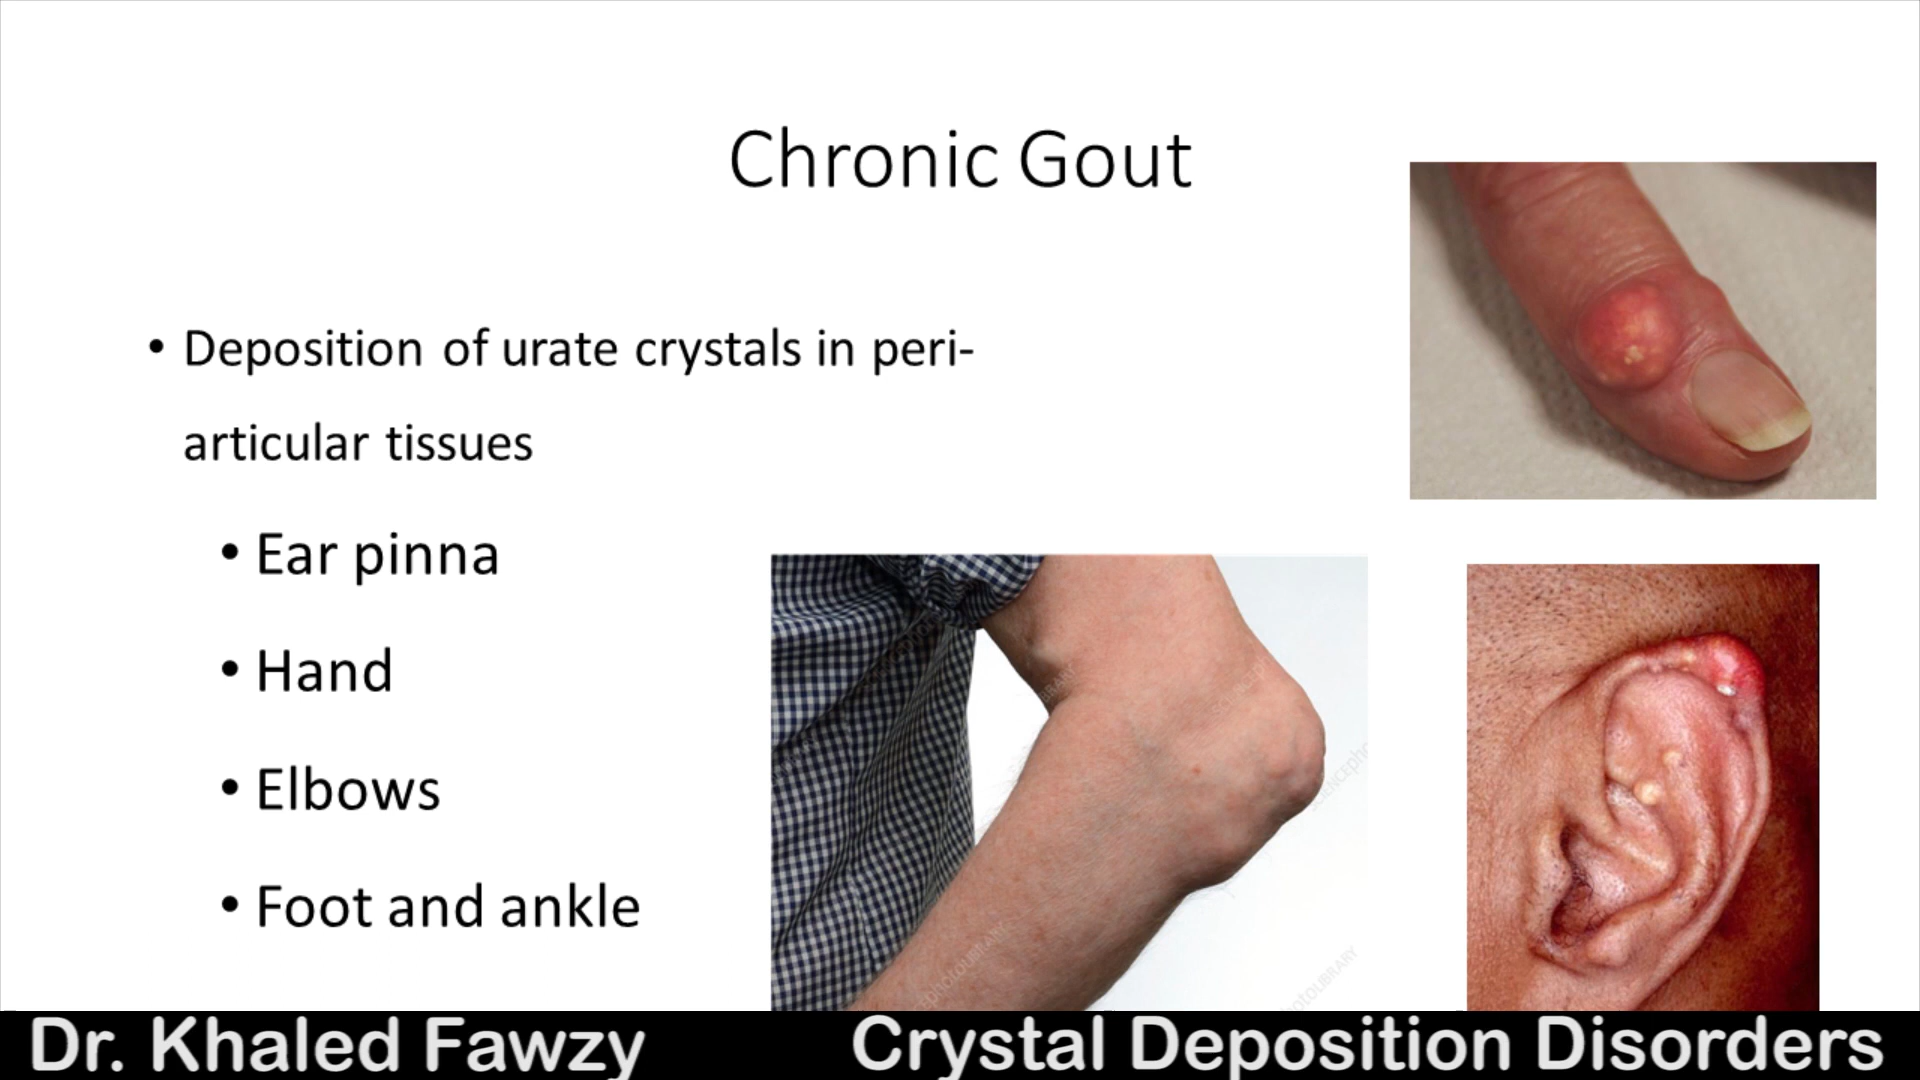 Chronic Gout
• Deposition of urate crystals in peri-
articular tissues
• Ear pinna
• Hand
• Elbows
• Foot and ankle
Dr. Khaled Fawzy
Crystal Deposition Disorders